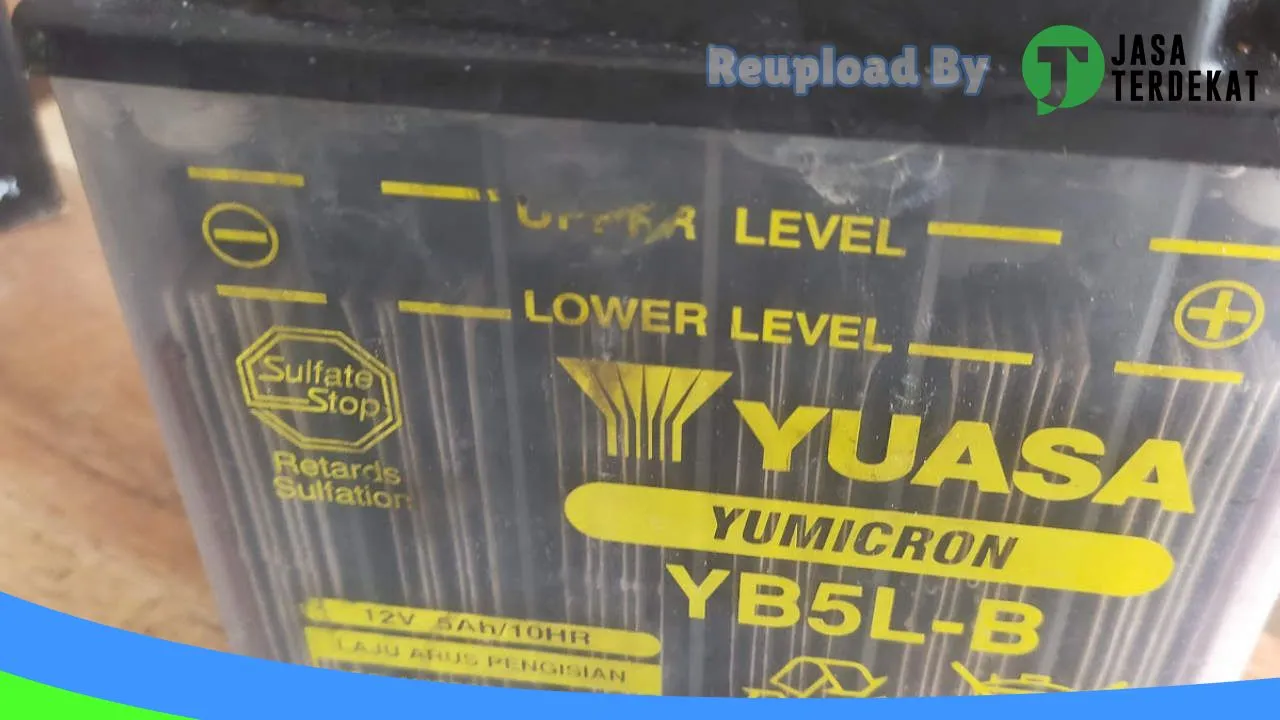 Reupload By
JASA
TERDEKAT
UPPER LEVEL
LOWER LEVEL
Sulfate
Stop
Retards
Sulfation
YUASA
YUMICRON
YB5L-B
12V 5Ah/10HR
LAJU ARUS PENGISIAN